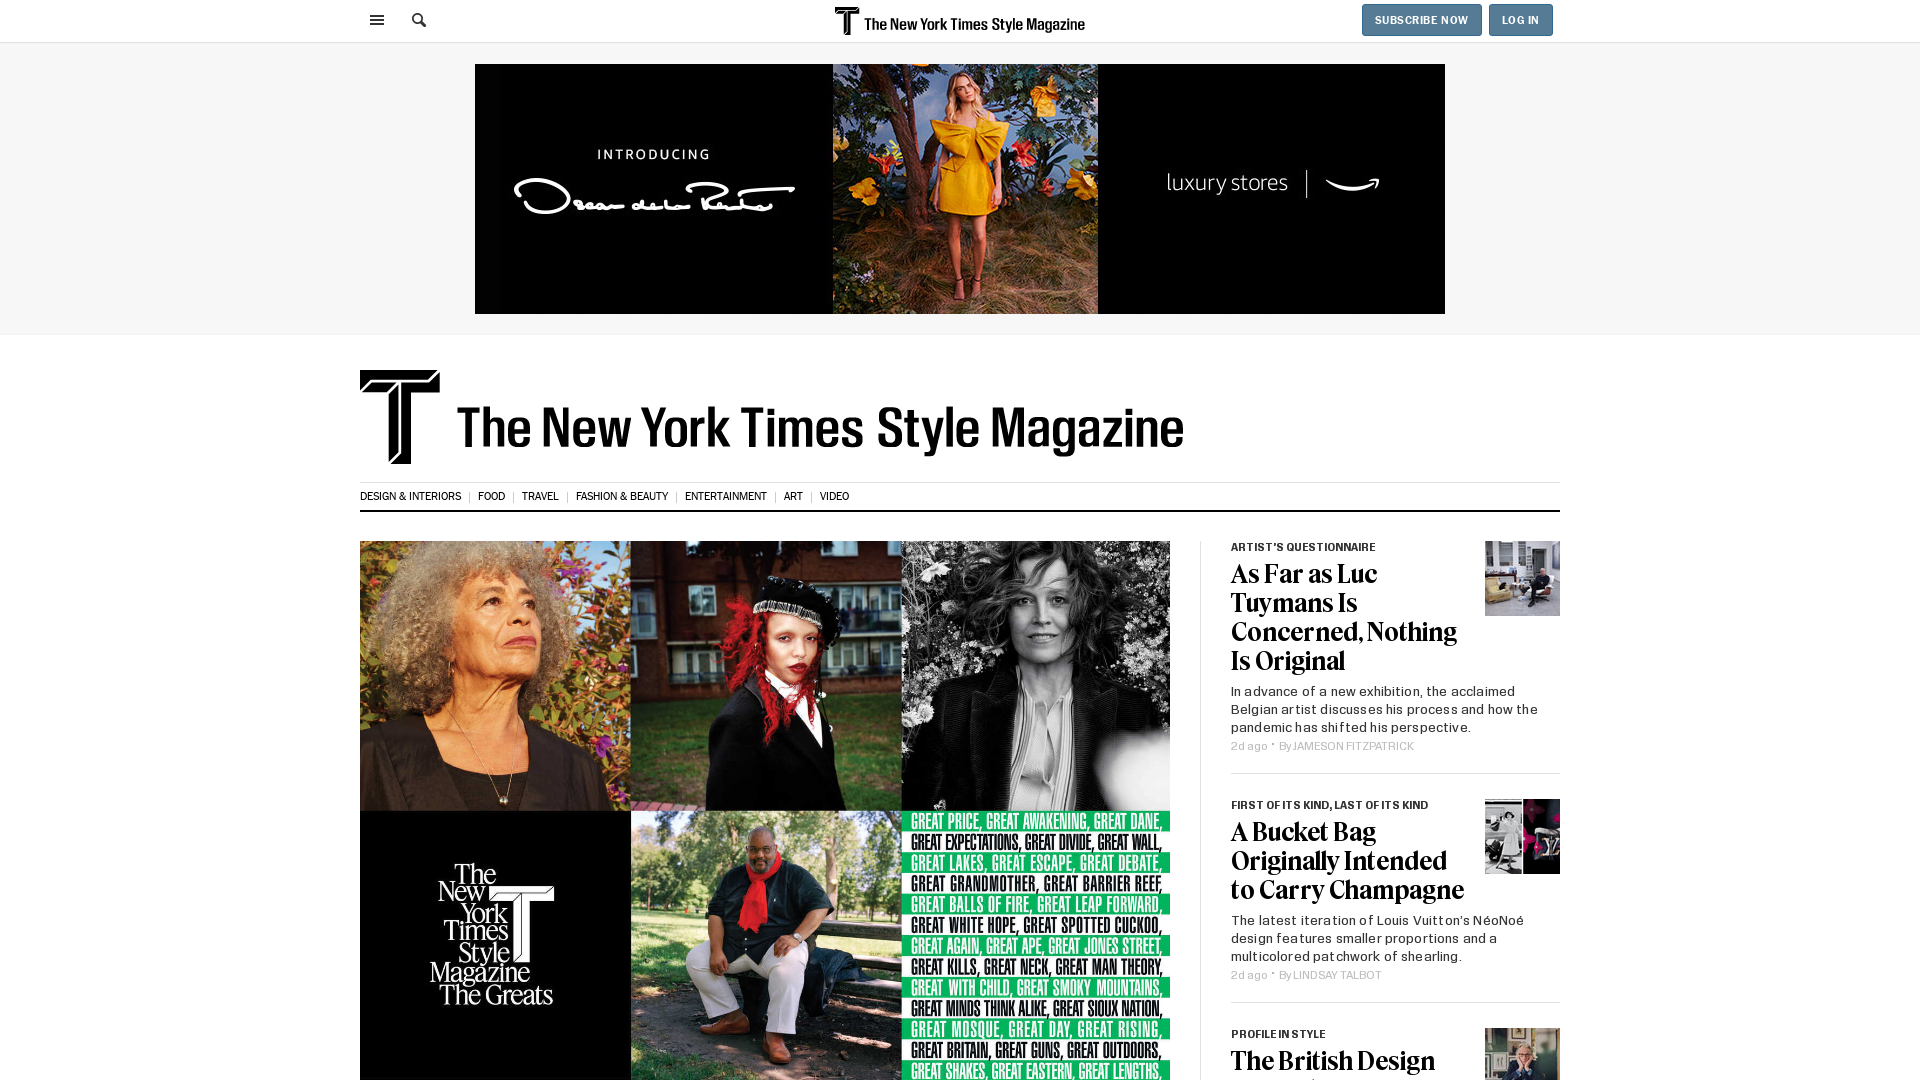 The New York Times Style Magazine
SUBSCRIBE NOW
LOG IN
INTRODUCING
Oscar de la Renta
luxury stores
The New York Times Style Magazine
DESIGN & INTERIORS
FOOD
TRAVEL
FASHION & BEAUTY
ENTERTAINMENT
ART
VIDEO
The
New
York
Times
Style
Magazine
The Greats
GREAT PRICE, GREAT AWAKENING, GREAT DANE,
GREAT EXPECTATIONS, GREAT DIVIDE, GREAT WALL,
GREAT LAKES, GREAT ESCAPE, GREAT DEBATE,
GREAT GRANDMOTHER, GREAT BARRIER REEF,
GREAT BALLS OF FIRE, GREAT LEAP FORWARD,
GREAT WHITE HOPE, GREAT SPOTTED CUCKOO,
GREAT AGAIN, GREAT APE, GREAT JONES STREET,
GREAT KILLS, GREAT NECK, GREAT MAN THEORY,
GREAT WITH CHILD, GREAT SMOKY MOUNTAINS,
GREAT MINDS THINK ALIKE, GREAT SIOUX NATION,
GREAT MOSQUE, GREAT DAY, GREAT RISING,
GREAT BRITAIN, GREAT GUNS, GREAT OUTDOORS,
GREAT SHAKES, GREAT EASTERN, GREAT LENGTHS,
ARTIST'S QUESTIONNAIRE
As Far as Luc
Tuymans Is
Concerned, Nothing
Is Original
In advance of a new exhibition, the acclaimed
Belgian artist discusses his process and how the
pandemic has shifted his perspective.
2d ago · By JAMESON FITZPATRICK
FIRST OF ITS KIND, LAST OF ITS KIND
A Bucket Bag
Originally Intended
to Carry Champagne
The latest iteration of Louis Vuitton's NéoNoé
design features smaller proportions and a
multicolored patchwork of shearling.
2d ago · By LINDSAY TALBOT
PROFILE IN STYLE
The British Design